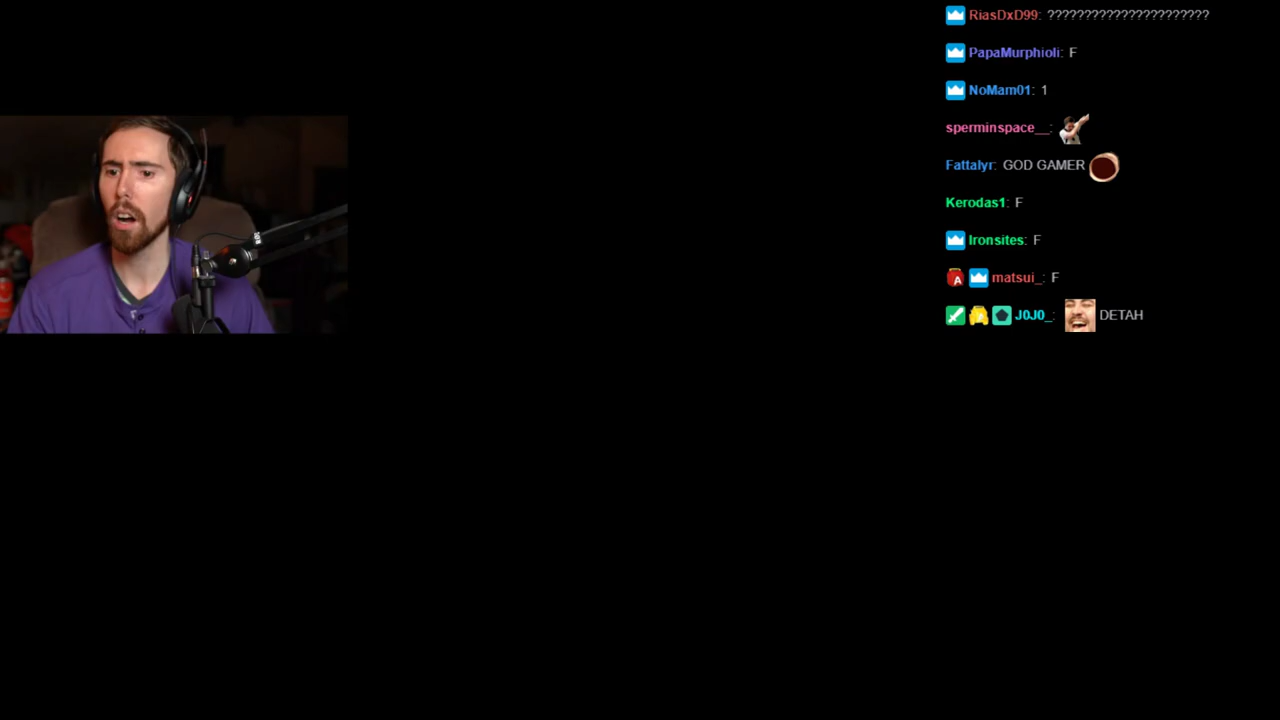 RiasDxD99: ??????????????????????
PapaMurphioli: F
NoMam01: 1
sperminspace__:
Fattalyr: GOD GAMER
Kerodas1: F
Ironsites: F
matsui_: F
J0J0_: DETAH